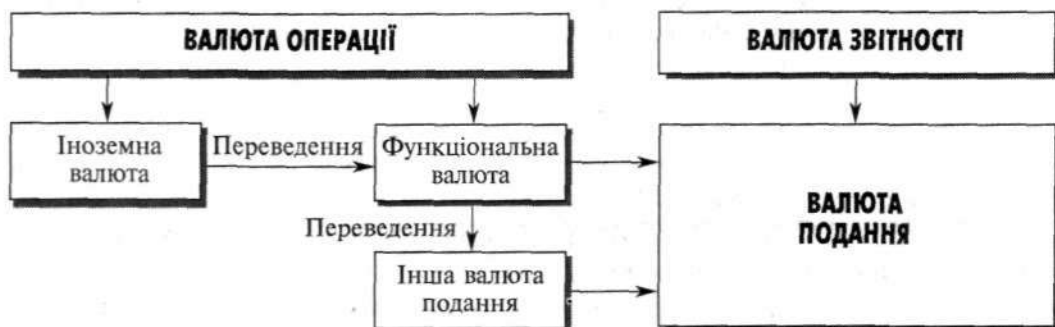 ВАЛЮТА ОПЕРАЦІЇ
ВАЛЮТА ЗВІТНОСТІ
Іноземна
валюта
Переведення
Функціональна
валюта
ВАЛЮТА
ПОДАННЯ
Переведення
Інша валюта
подання